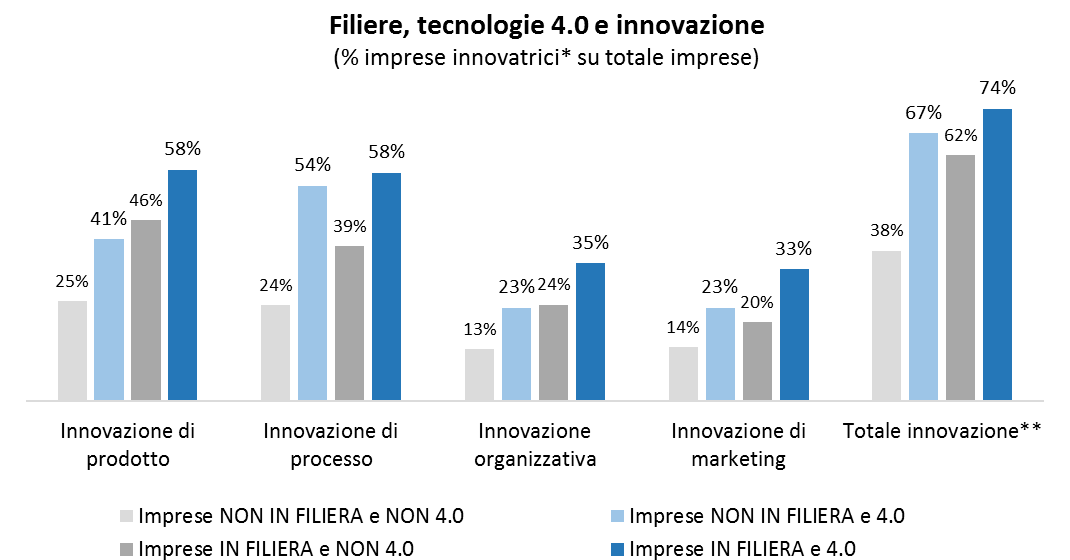 Filiere, tecnologie 4.0 e innovazione
(% imprese innovatrici* su totale imprese)
25%
41%
46%
58%
24%
54%
39%
58%
13%
23%
24%
35%
14%
23%
20%
33%
38%
67%
62%
74%
Innovazione di
prodotto
Innovazione di
processo
Innovazione
organizzativa
Innovazione di
marketing
Totale innovazione**
Imprese NON IN FILIERA e NON 4.0
Imprese NON IN FILIERA e 4.0
Imprese IN FILIERA e NON 4.0
Imprese IN FILIERA e 4.0